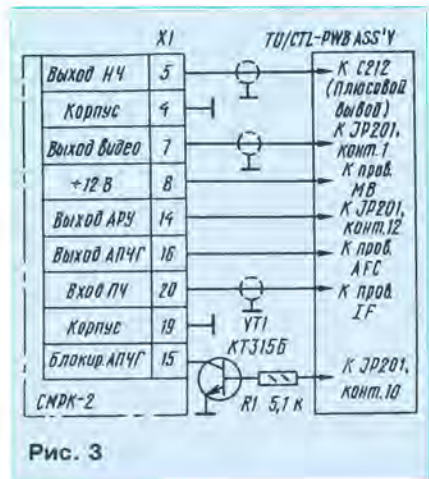 X1 TU/CTL-PWB ASS'Y
Выход НЧ 5 К С212
(плюсовой
вывод)
Корпус 4
Выход видео 7 К JP201,
конт.1
+12 В 8 К пров.
МВ
Выход АРУ 14 К JP201,
конт.12
Выход АПЧГ 16 К пров.
AFC
Вход ПЧ 20 К пров.
IF
Корпус 19
VT1
КТ315Б
Блокир. АПЧГ 15 К JP201,
конт.10
СМРК-2
R1 5,1 к
Рис. 3